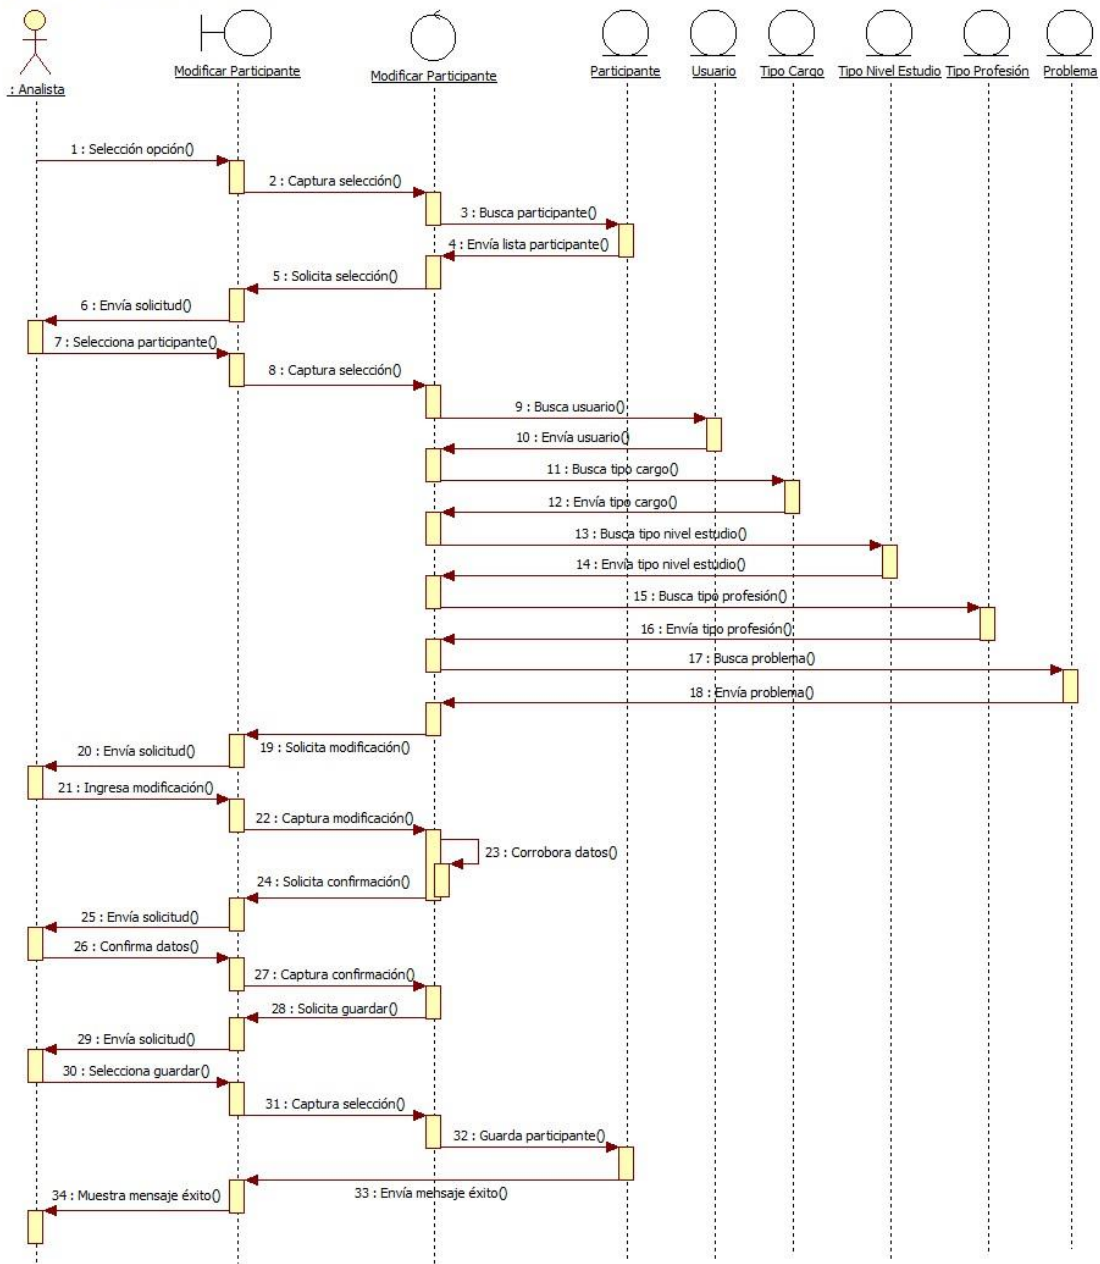 : Analista
Modificar Participante
Modificar Participante
Participante
Usuario
Tipo Cargo
Tipo Nivel Estudio
Tipo Profesión
Problema
1 : Selección opción()
2 : Captura selección()
3 : Busca participante()
4 : Envía lista participante()
5 : Solicita selección()
6 : Envía solicitud()
7 : Selecciona participante()
8 : Captura selección()
9 : Busca usuario()
10 : Envía usuario()
11 : Busca tipo cargo()
12 : Envía tipo cargo()
13 : Busca tipo nivel estudio()
14 : Envía tipo nivel estudio()
15 : Busca tipo profesión()
16 : Envía tipo profesión()
17 : Busca problema()
18 : Envía problema()
19 : Solicita modificación()
20 : Envía solicitud()
21 : Ingresa modificación()
22 : Captura modificación()
23 : Corrobora datos()
24 : Solicita confirmación()
25 : Envía solicitud()
26 : Confirma datos()
27 : Captura confirmación()
28 : Solicita guardar()
29 : Envía solicitud()
30 : Selecciona guardar()
31 : Captura selección()
32 : Guarda participante()
33 : Envía mensaje éxito()
34 : Muestra mensaje éxito()